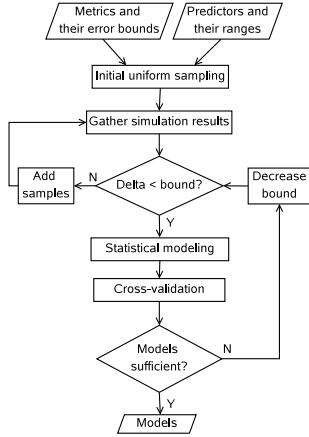 Metrics and
their error bounds
Predictors and
their ranges
Initial uniform sampling
Gather simulation results
Add
samples
N
Delta < bound?
Decrease
bound
Y
Statistical modeling
Cross-validation
Models
sufficient?
N
Y
Models